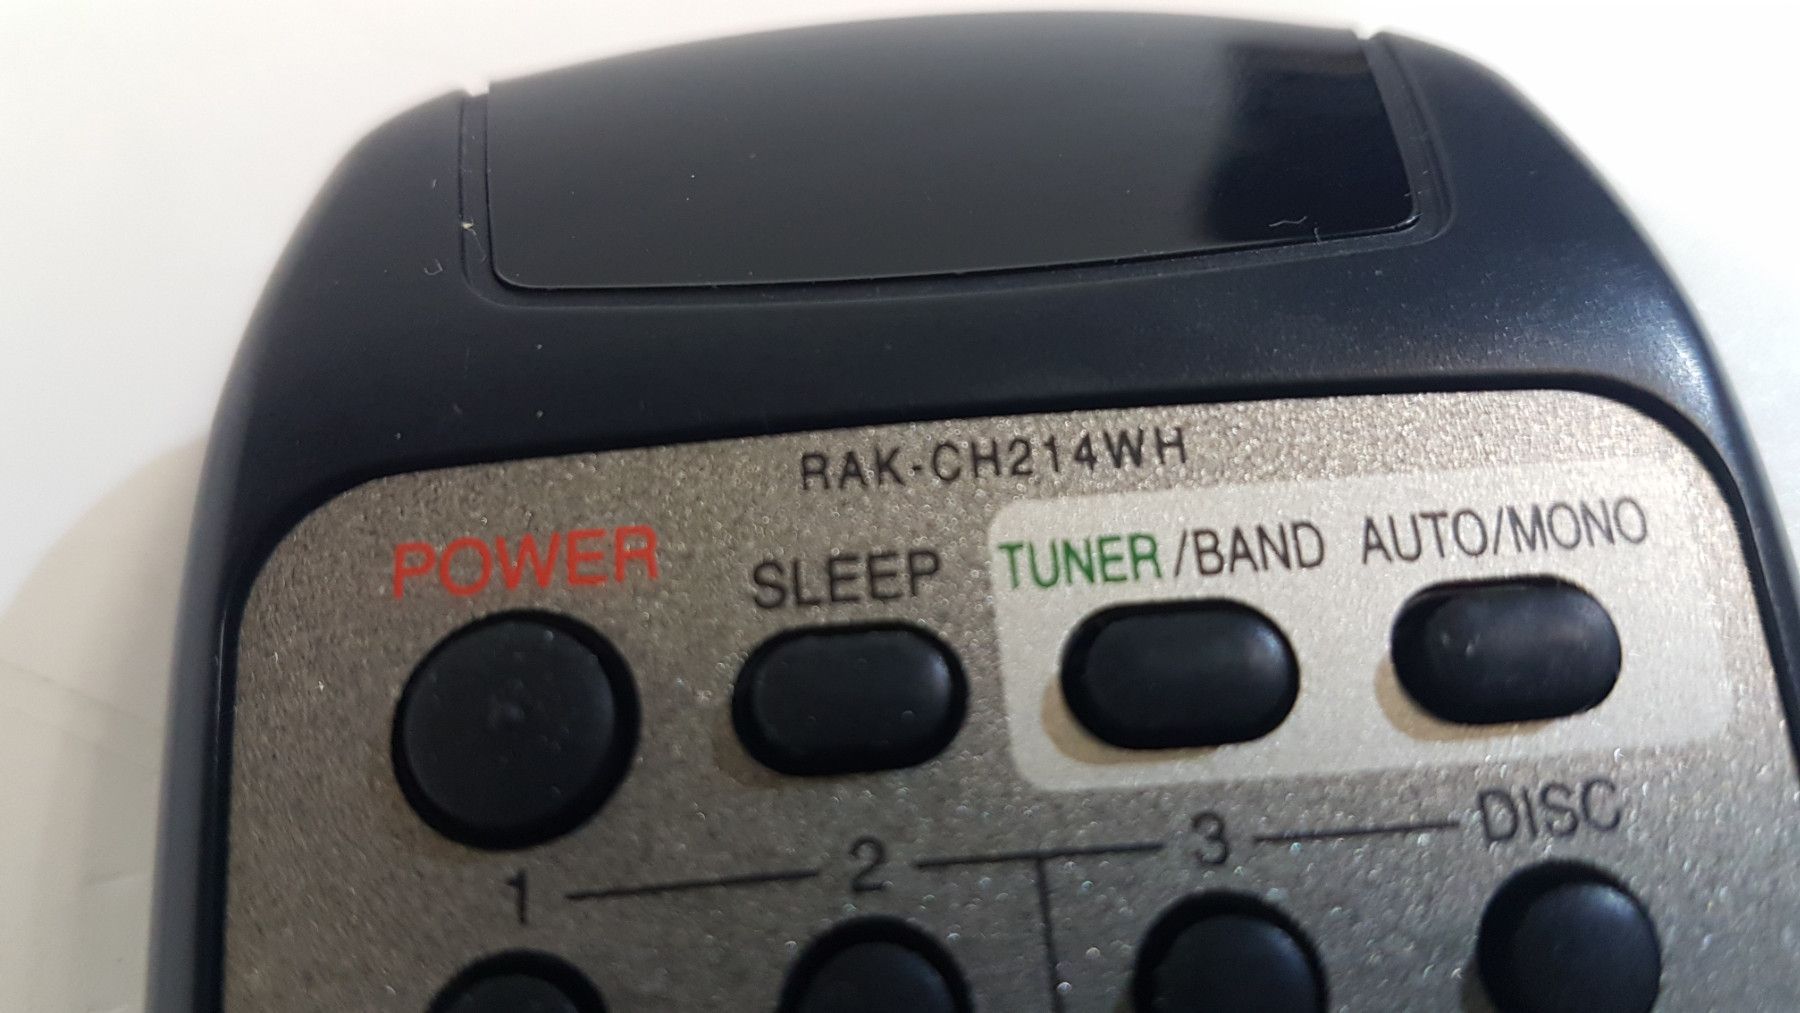 RAK-CH214WH
POWER SLEEP TUNER/BAND AUTO/MONO
1 2 3 DISC